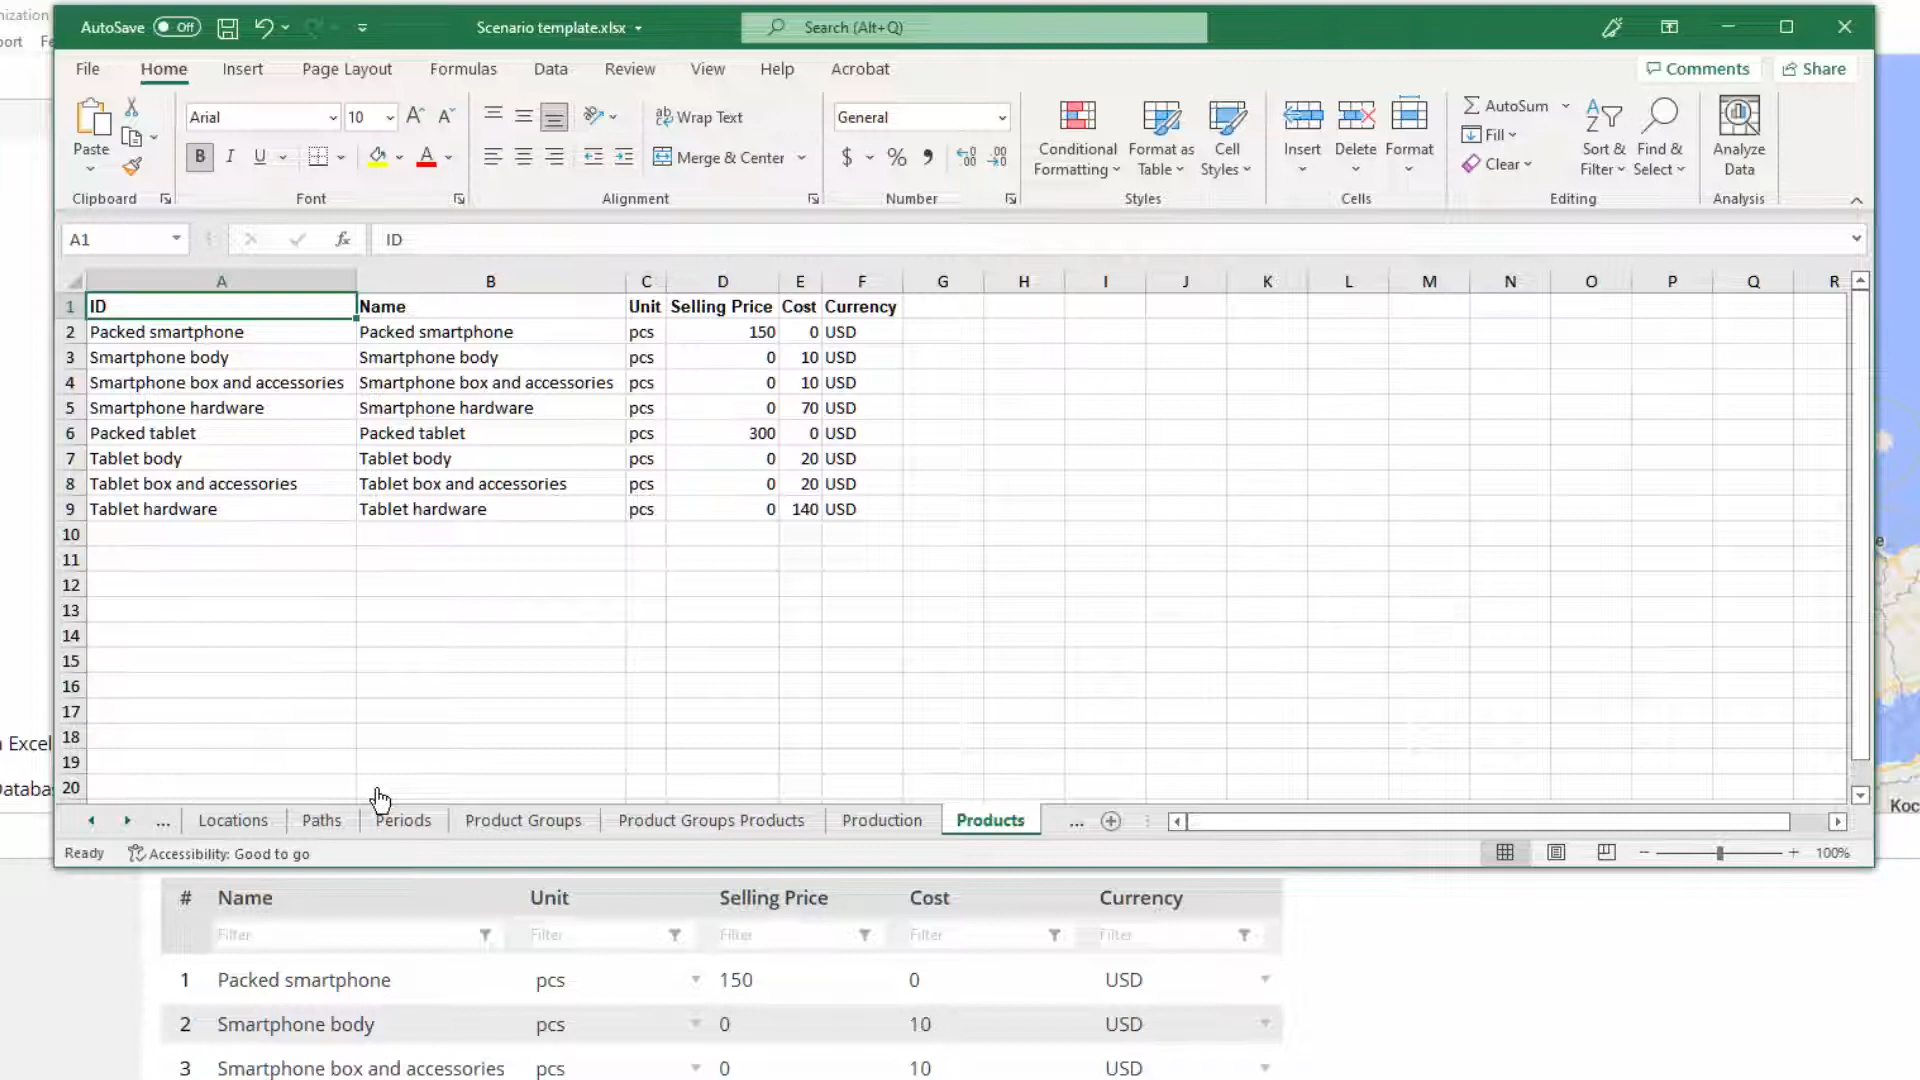 nization
port Fe
AutoSave Off Scenario template.xlsx Search (Alt+Q)
File Home Insert Page Layout Formulas Data Review View Help Acrobat Comments Share
Paste
Arial 10
Wrap Text
Merge & Center
General
$ %
Conditional Formatting
Format as Table
Cell Styles
Insert Delete Format
AutoSum
Fill
Clear
Sort & Filter
Find & Select
Analyze Data
Clipboard Font Alignment Number Styles Cells Editing Analysis
A1 fx ID
A B C D E F G H I J K L M N O P Q R
1 ID Name Unit Selling Price Cost Currency
2 Packed smartphone Packed smartphone pcs 150 0 USD
3 Smartphone body Smartphone body pcs 0 10 USD
4 Smartphone box and accessories Smartphone box and accessories pcs 0 10 USD
5 Smartphone hardware Smartphone hardware pcs 0 70 USD
6 Packed tablet Packed tablet pcs 300 0 USD
7 Tablet body Tablet body pcs 0 20 USD
8 Tablet box and accessories Tablet box and accessories pcs 0 20 USD
9 Tablet hardware Tablet hardware pcs 0 140 USD
10
11
12
13
14
15
16
17
18
19
20
n Excel
Databa
Koc
... Locations Paths Periods Product Groups Product Groups Products Production Products ...
Ready Accessibility: Good to go 100%
# Name Unit Selling Price Cost Currency
Filter Filter Filter Filter Filter
1 Packed smartphone pcs 150 0 USD
2 Smartphone body pcs 0 10 USD
3 Smartphone box and accessories pcs 0 10 USD